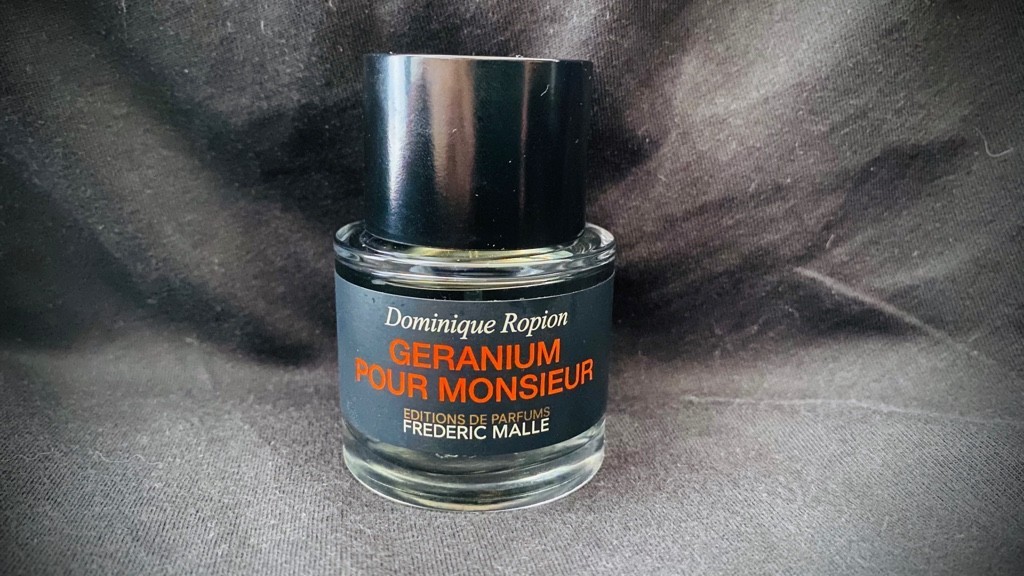 Dominique Ropion
GERANIUM
POUR MONSIEUR
EDITIONS DE PARFUMS
FREDERIC MALLE